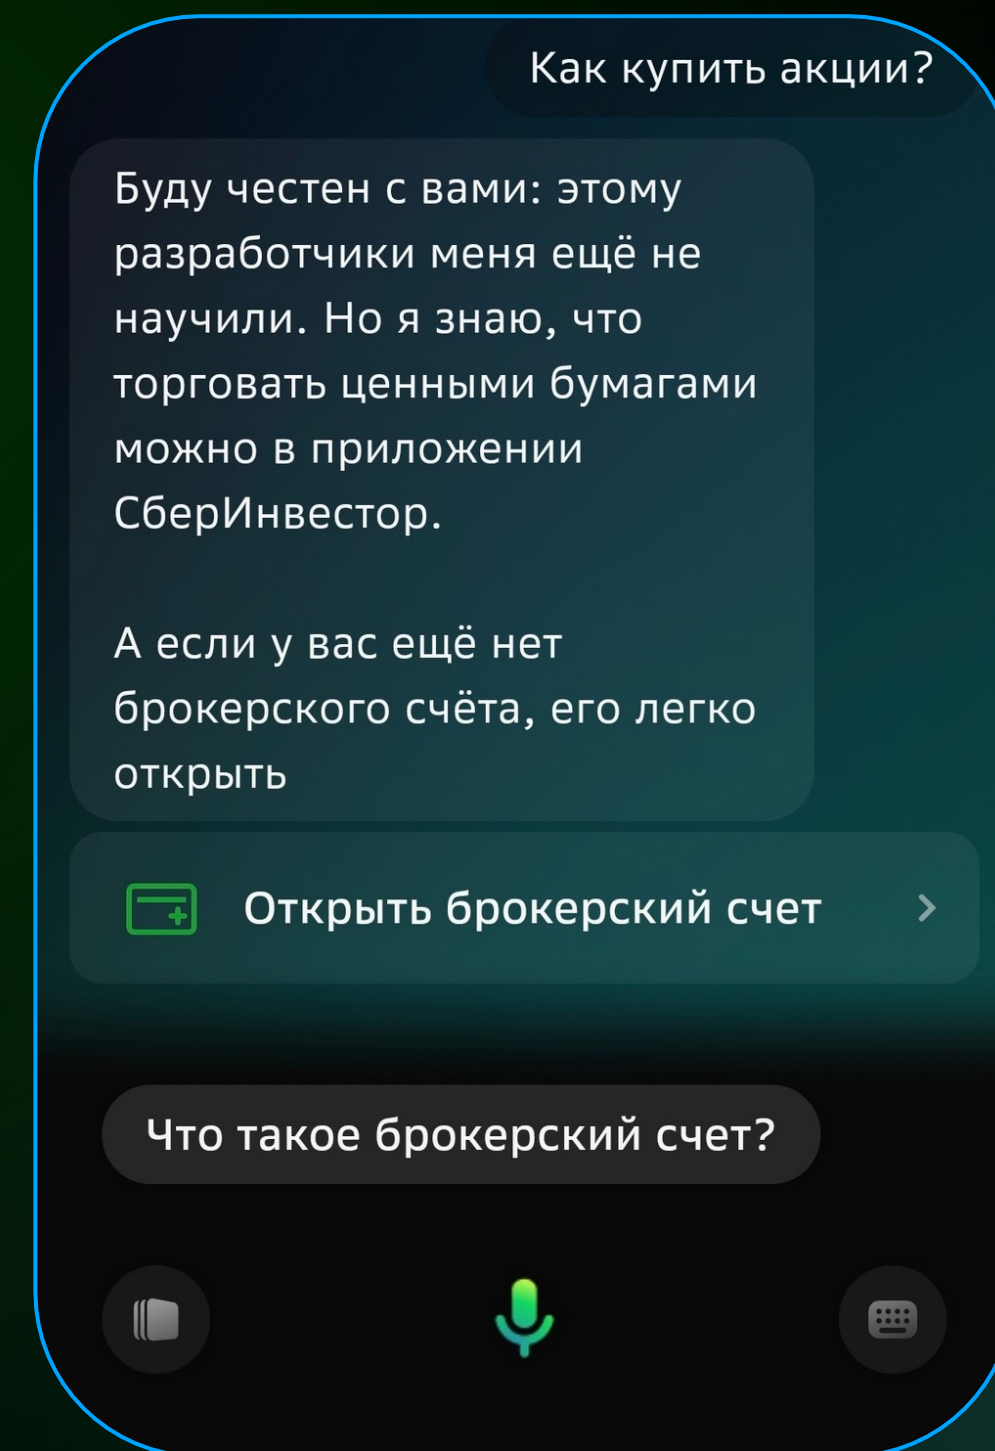 Как купить акции?
Буду честен с вами: этому
разработчики меня ещё не
научили. Но я знаю, что
торговать ценными бумагами
можно в приложении
СберИнвестор.
А если у вас ещё нет
брокерского счёта, его легко
открыть
Открыть брокерский счет
Что такое брокерский счет?